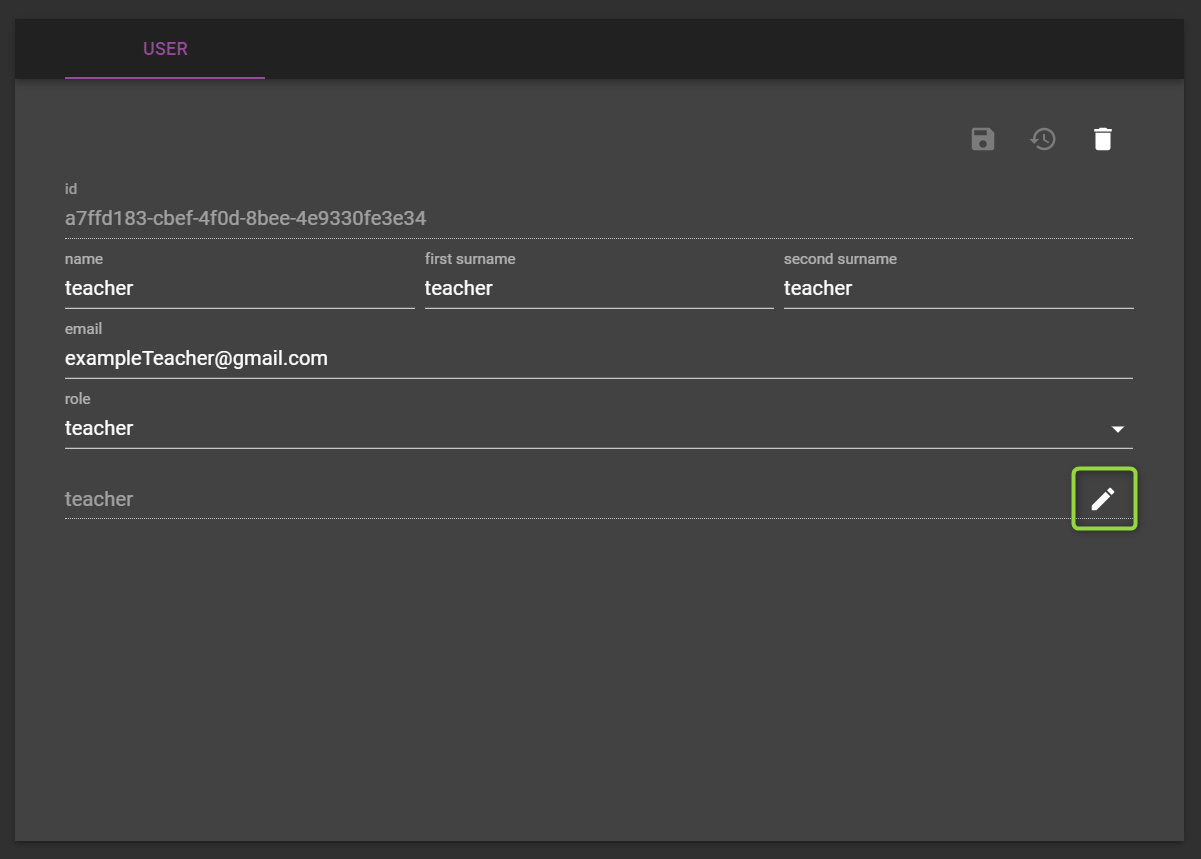 USER
id
a7ffd183-cbef-4f0d-8bee-4e9330fe3e34
name first surname second surname
teacher teacher teacher
email
exampleTeacher@gmail.com
role
teacher
teacher